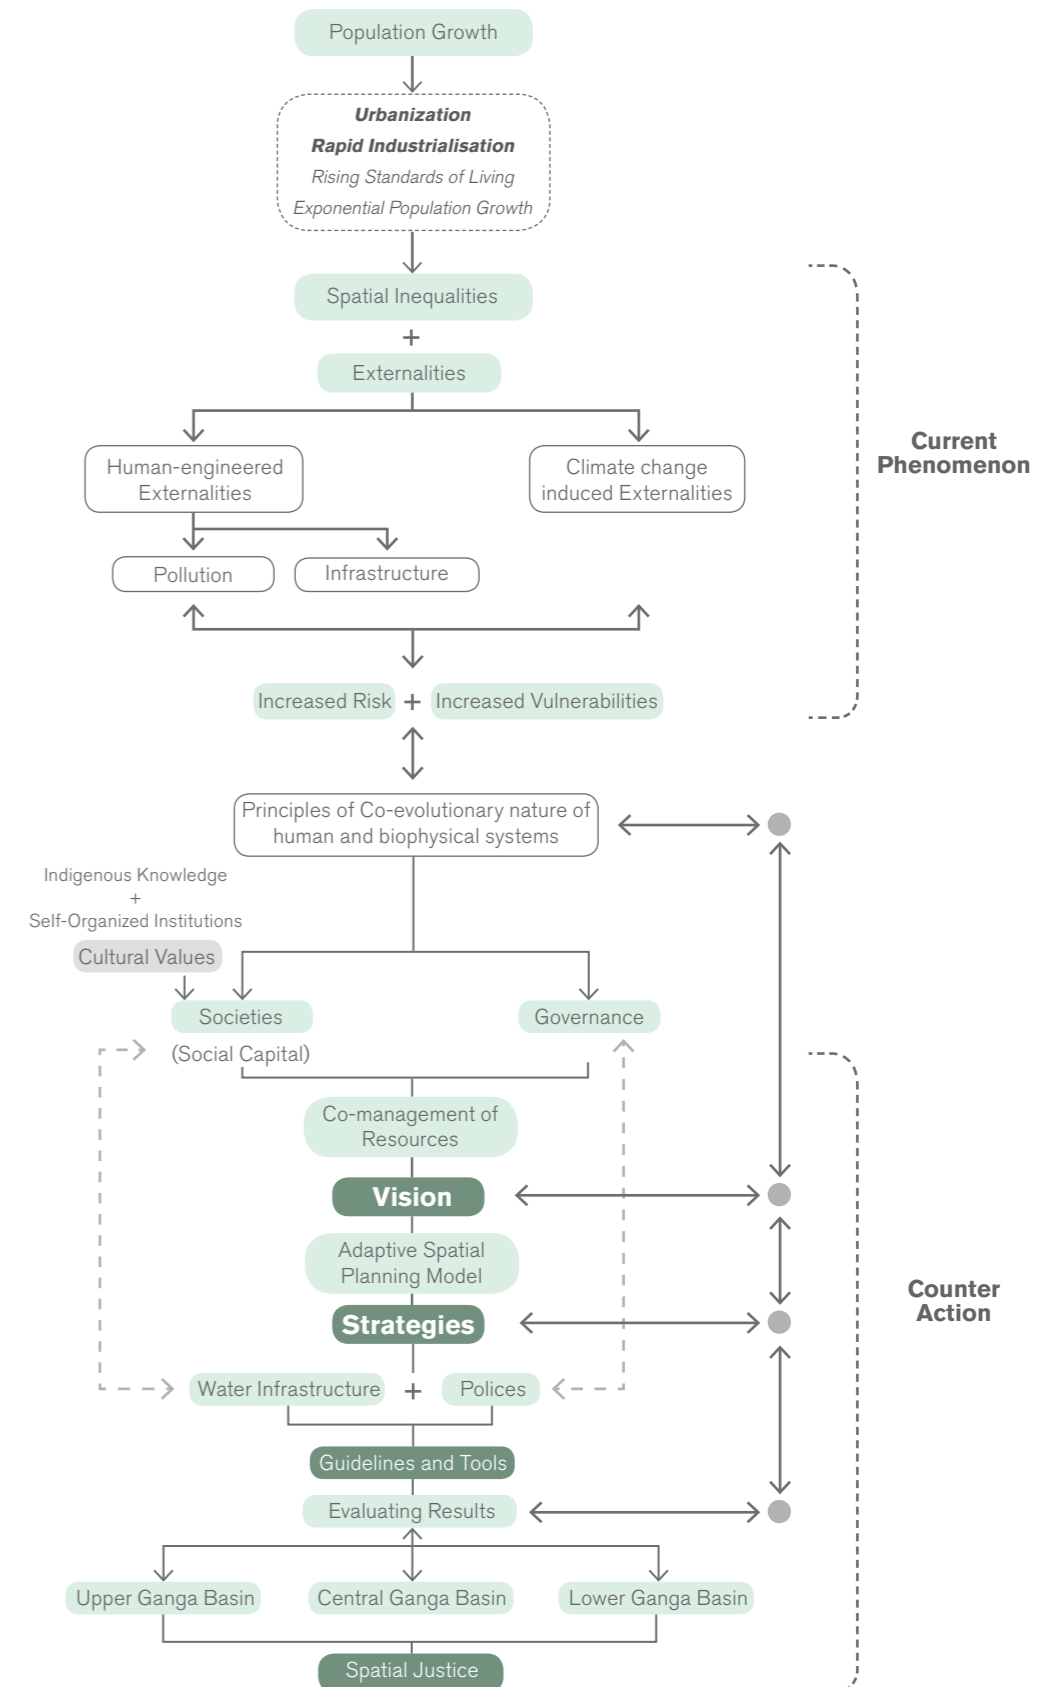 Population Growth
Urbanization
Rapid Industrialisation
Rising Standards of Living
Exponential Population Growth
Spatial Inequalities
+
Externalities
Human-engineered
Externalities
Climate change
induced Externalities
Current
Phenomenon
Pollution
Infrastructure
Increased Risk + Increased Vulnerabilities
Principles of Co-evolutionary nature of
human and biophysical systems
Indigenous Knowledge
+
Self-Organized Institutions
Cultural Values
Societies
Governance
(Social Capital)
Co-management of
Resources
Vision
Adaptive Spatial
Planning Model
Strategies
Counter
Action
Water Infrastructure + Polices
Guidelines and Tools
Evaluating Results
Upper Ganga Basin
Central Ganga Basin
Lower Ganga Basin
Spatial Justice